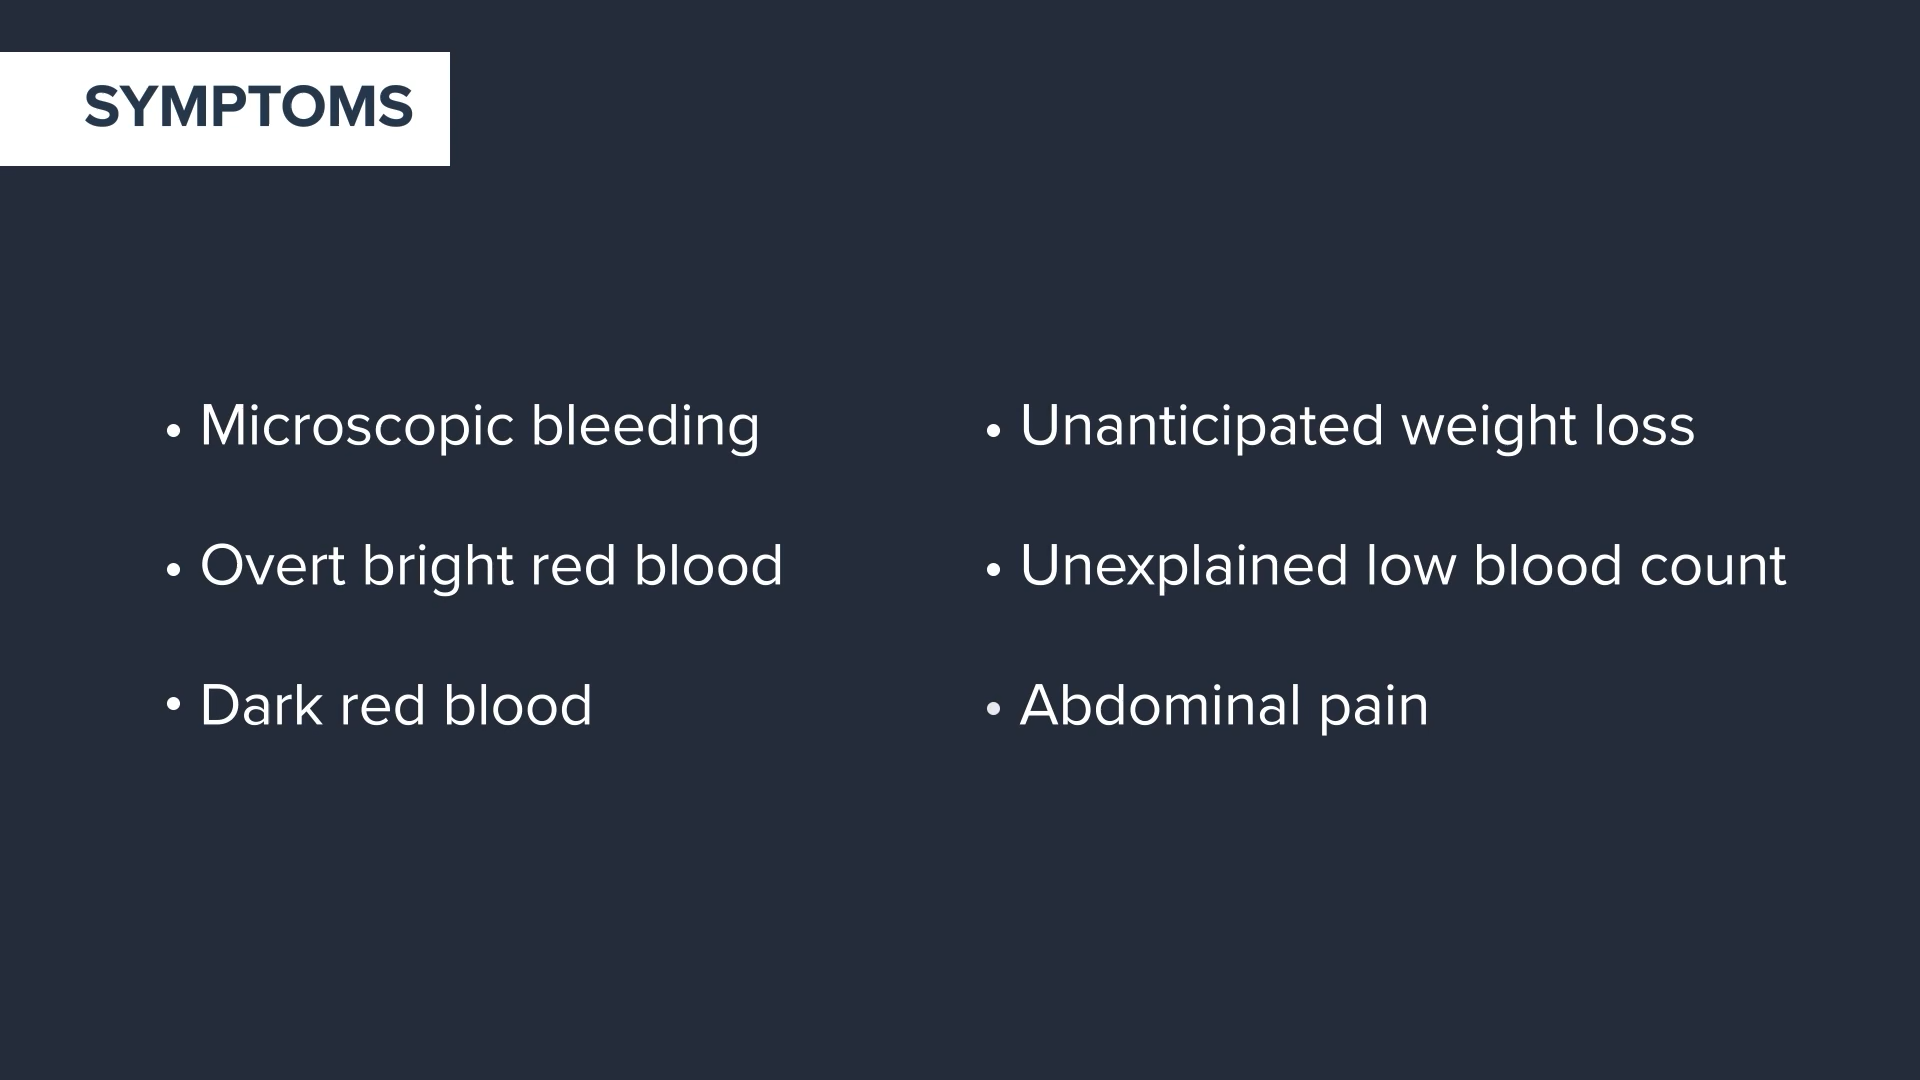 SYMPTOMS
• Microscopic bleeding
• Overt bright red blood
• Dark red blood
• Unanticipated weight loss
• Unexplained low blood count
• Abdominal pain